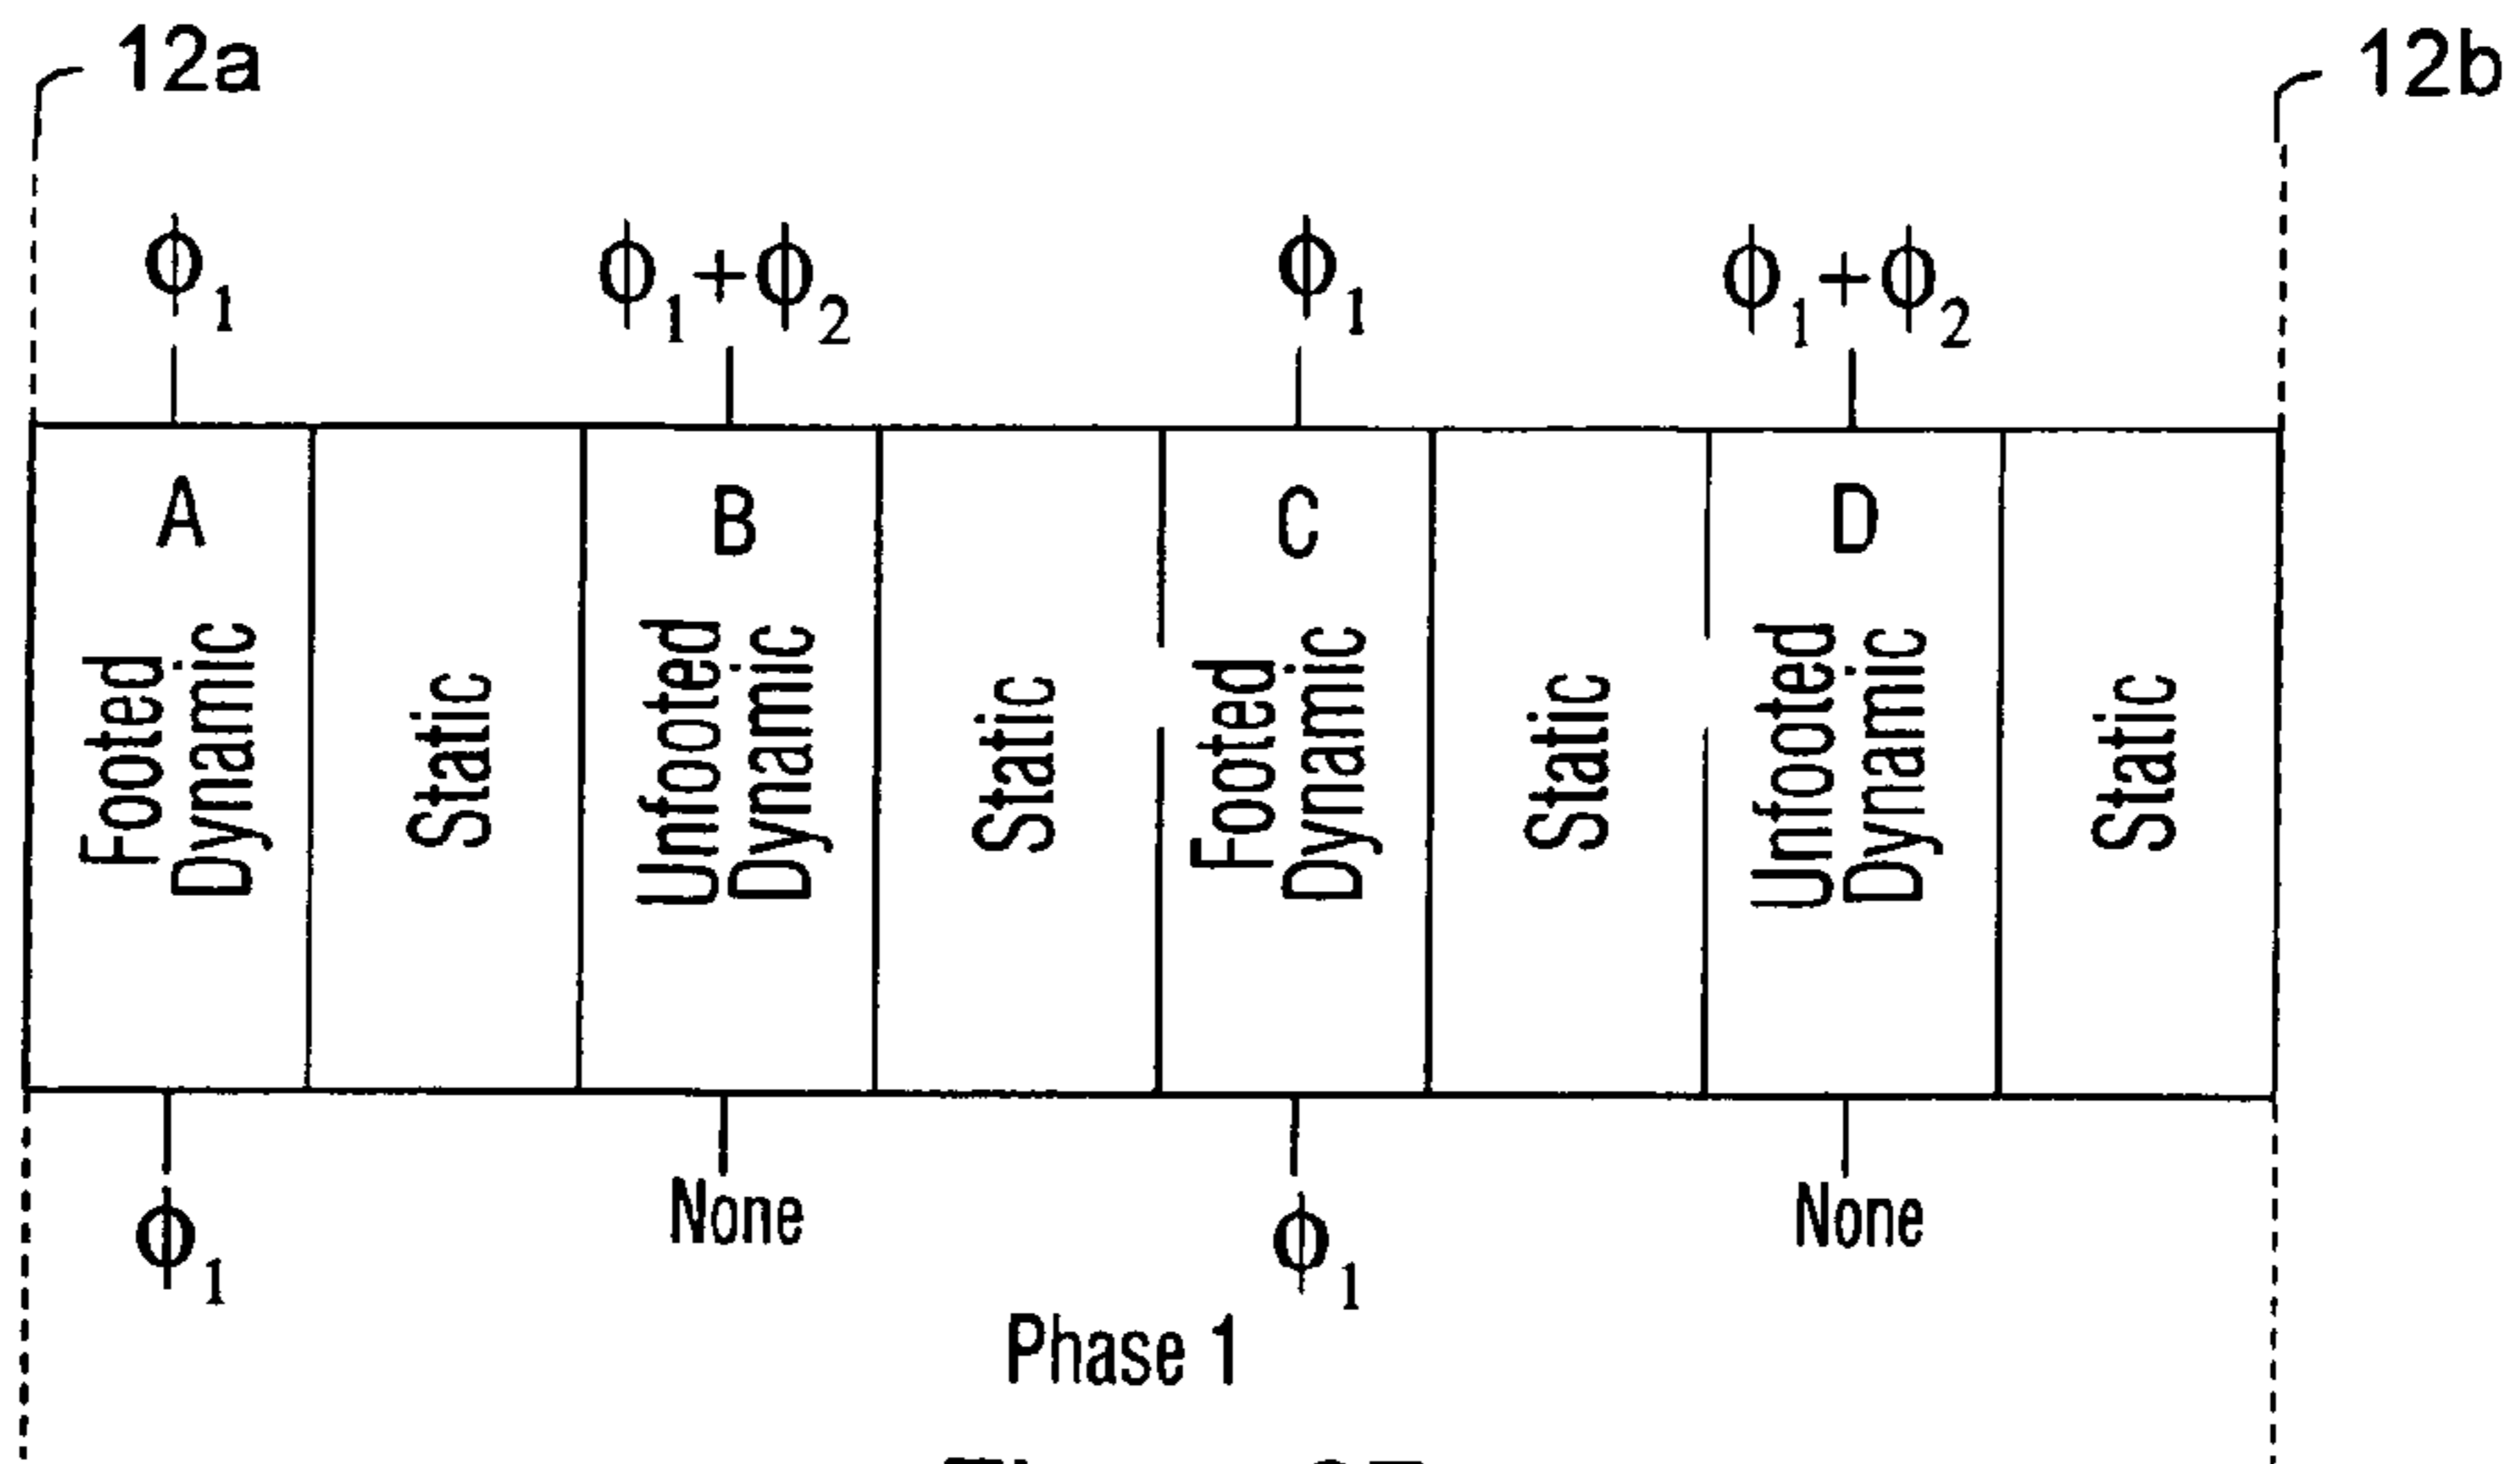 12a
12b
ϕ1
ϕ1+ϕ2
ϕ1
ϕ1+ϕ2
A
B
C
D
Footed
Dynamic
Static
Unfooted
Dynamic
Static
Footed
Dynamic
Static
Unfooted
Dynamic
Static
ϕ1
None
ϕ1
None
Phase 1